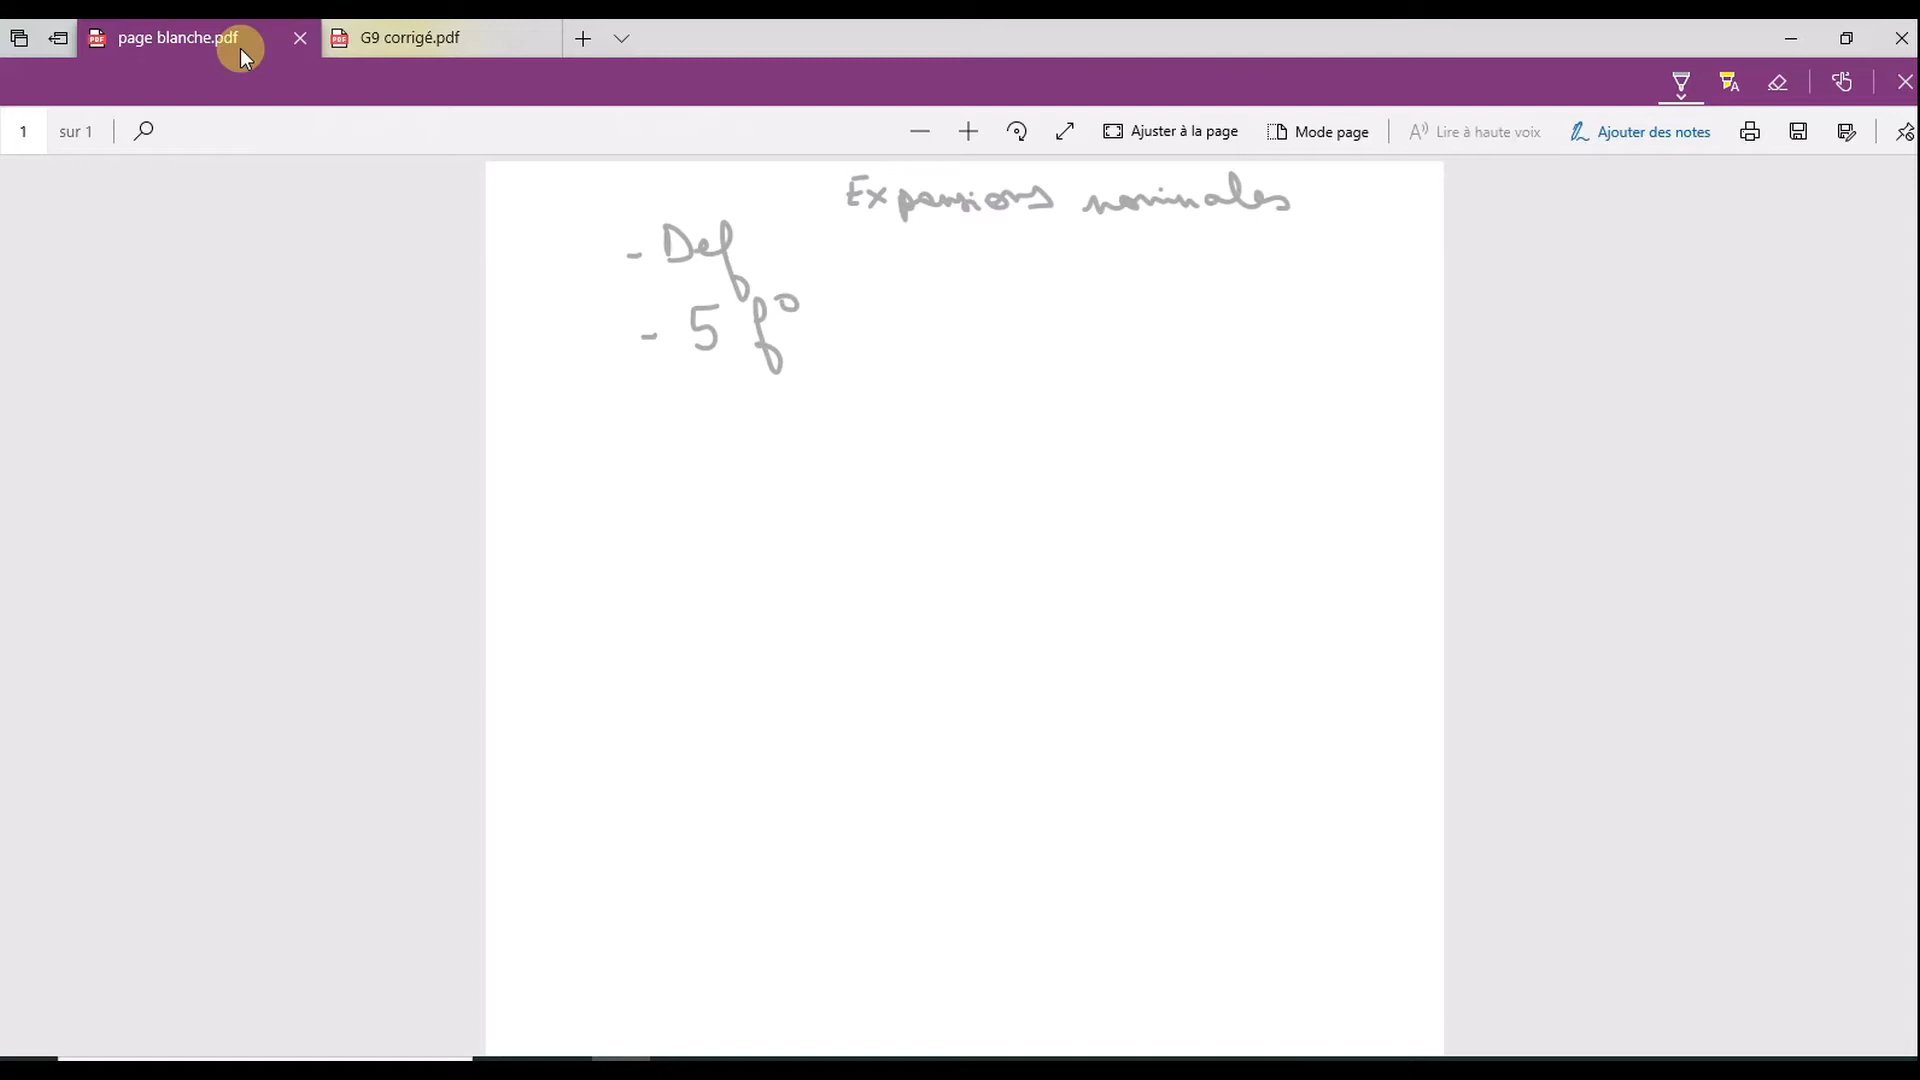 page blanche.pdf
G9 corrigé.pdf
1 sur 1
Ajuster à la page
Mode page
Lire à haute voix
Ajouter des notes
Expansions nominales
- Def
- 5 f°